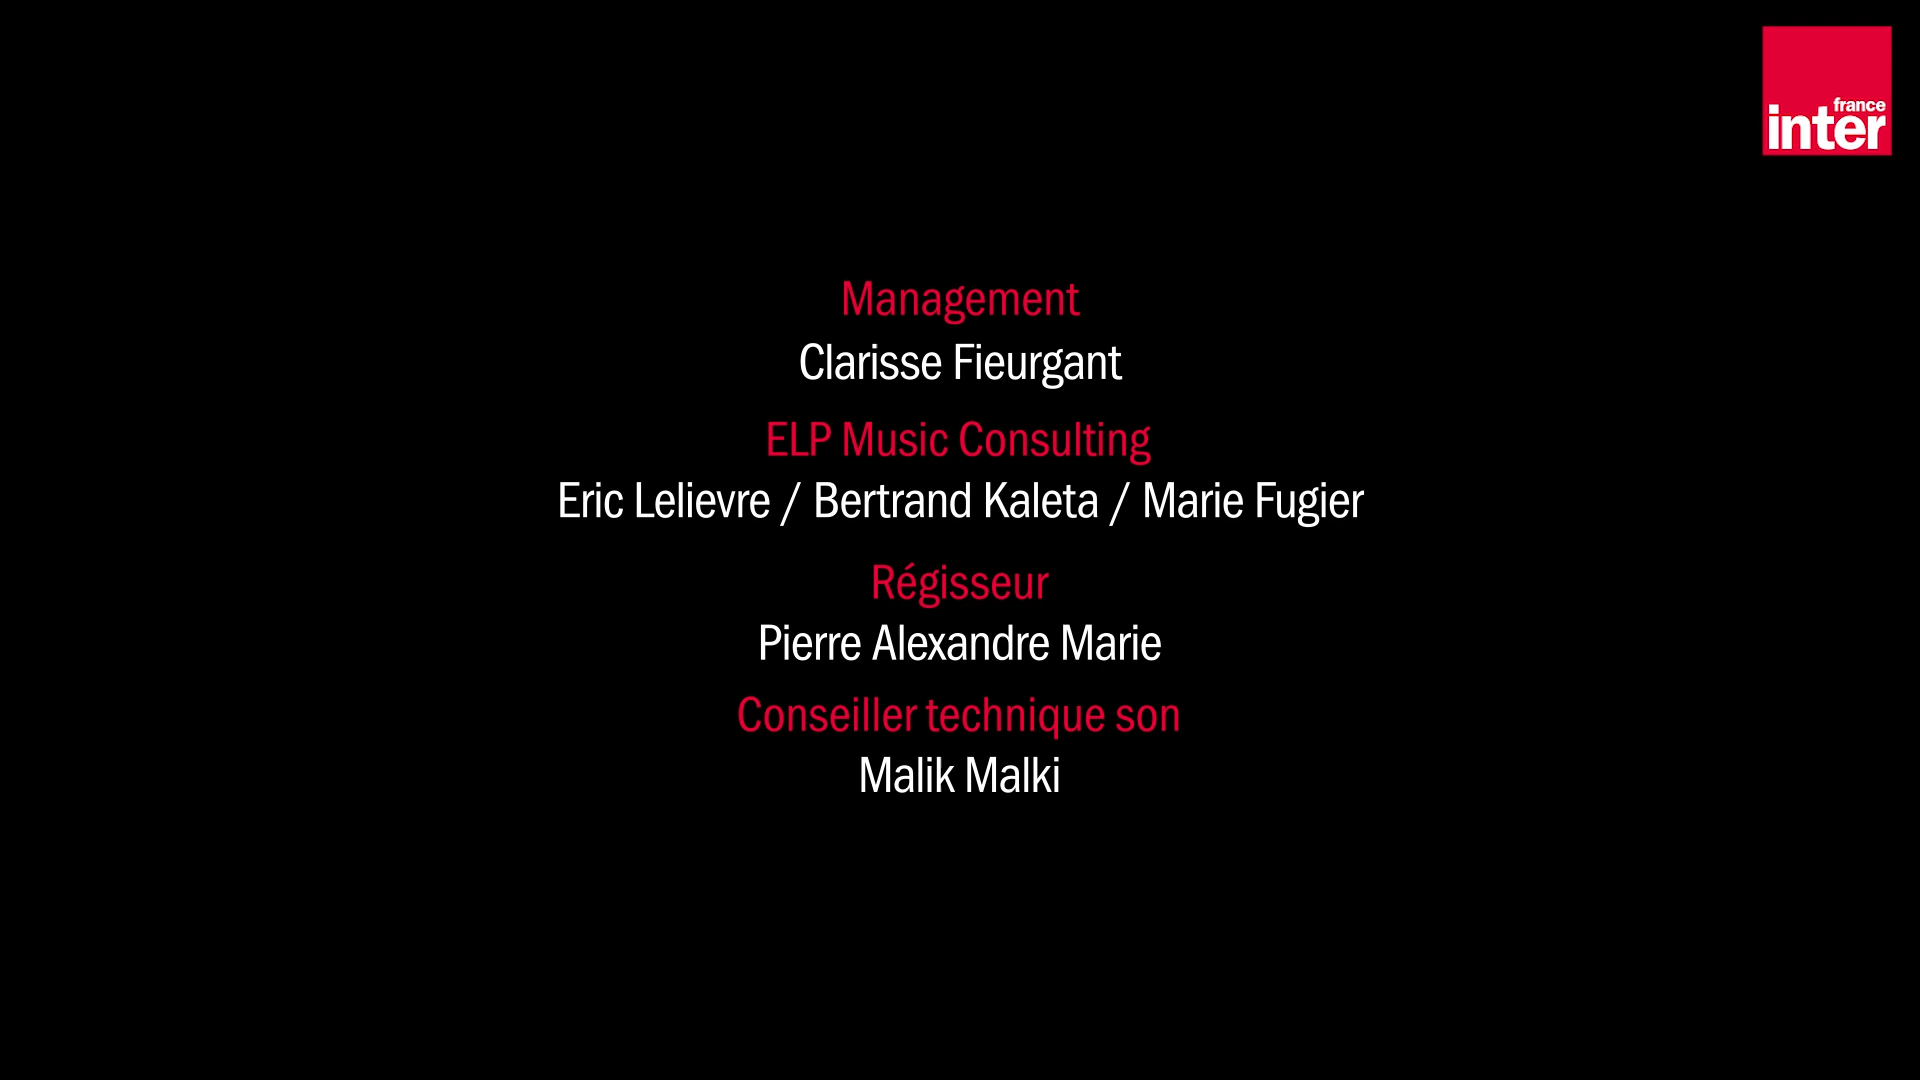 france
inter
Management
Clarisse Fieurgant
ELP Music Consulting
Eric Lelievre / Bertrand Kaleta / Marie Fugier
Régisseur
Pierre Alexandre Marie
Conseiller technique son
Malik Malki